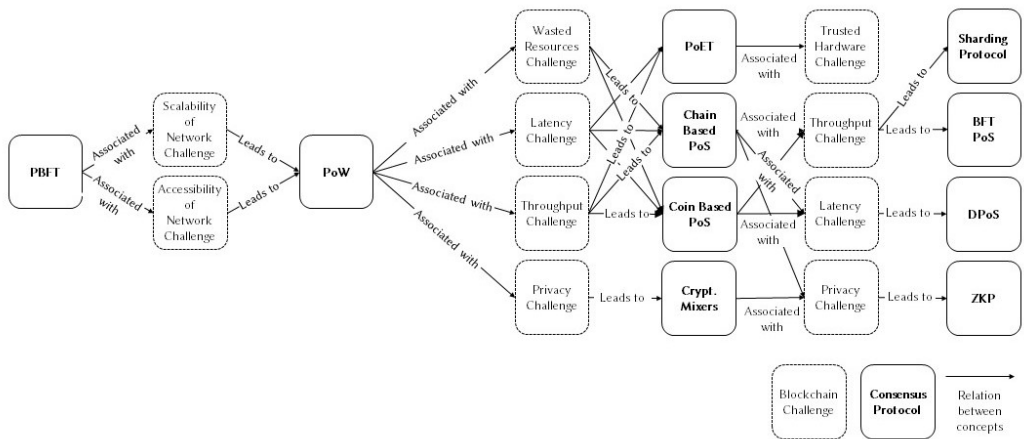 PBFT
Associated
with
Associated
with
Scalability
of
Network
Challenge
Accessibility
of
Network
Challenge
Leads to
Leads to
PoW
Associated with
Associated with
Associated with
Associated with
Wasted
Resources
Challenge
Latency
Challenge
Throughput
Challenge
Privacy
Challenge
Leads to
Leads to
Leads to
Leads to
Leads to
PoET
Chain
Based
PoS
Coin Based
PoS
Crypt.
Mixers
Associated
with
Associated
with
Associated
Associated
with
Associated
with
Trusted
Hardware
Challenge
Throughput
Challenge
Latency
Challenge
Privacy
Challenge
Leads to
Leads to
Leads to
Leads to
Sharding
Protocol
BFT
PoS
DPoS
ZKP
Blockchain
Challenge
Consensus
Protocol
Relation
between
concepts